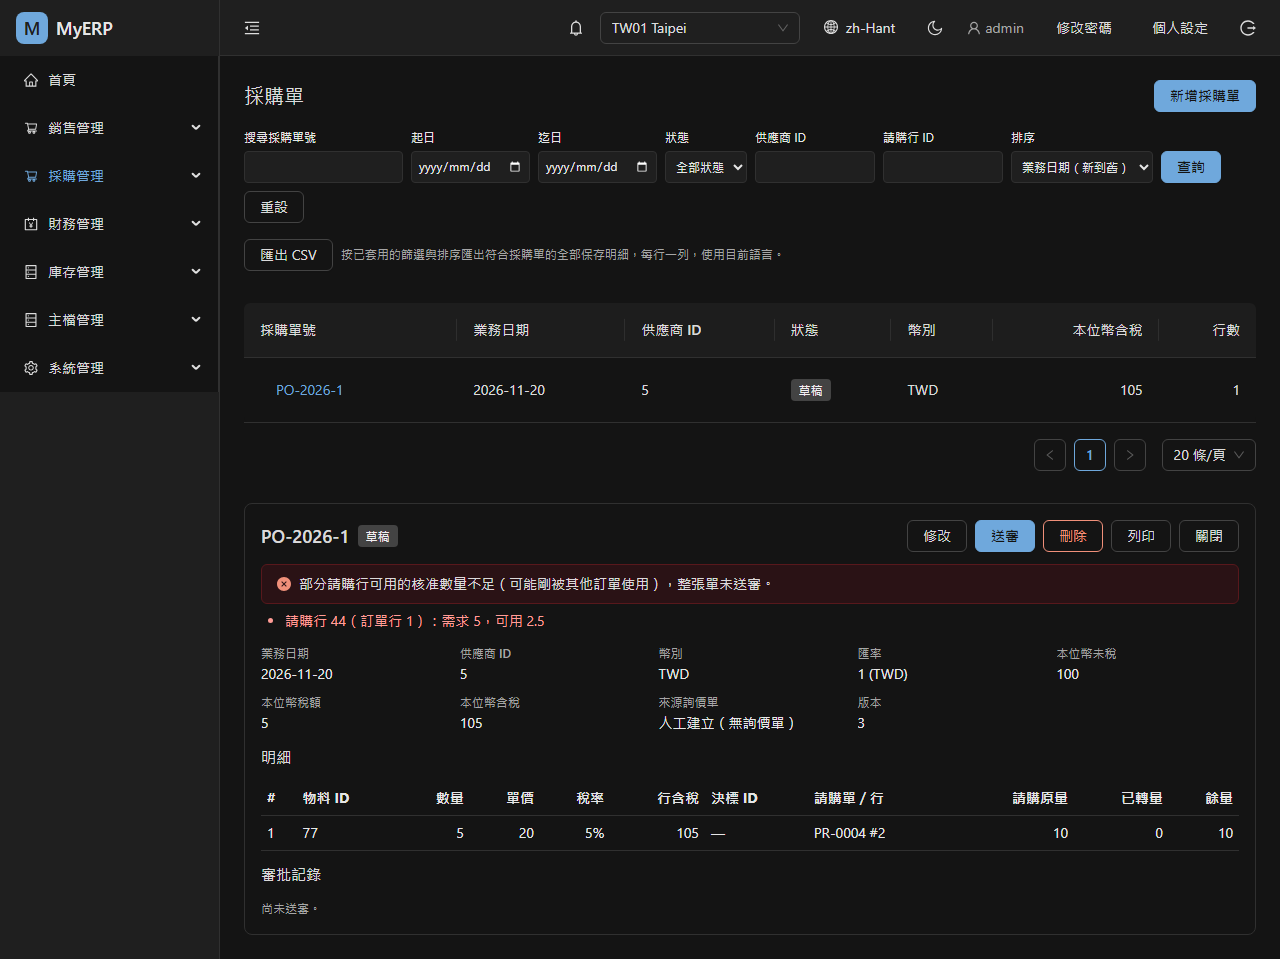 M MyERP
TW01 Taipei
zh-Hant
admin
修改密碼
個人設定
首頁
銷售管理
採購管理
財務管理
庫存管理
主檔管理
系統管理
採購單
新增採購單
搜尋採購單號 起日 迄日 狀態 供應商 ID 請購行 ID 排序
yyyy/mm/dd yyyy/mm/dd 全部狀態 業務日期（新到舊） 查詢
重設
匯出 CSV 按已套用的篩選與排序匯出符合採購單的全部保存明細，每行一列，使用目前語言。
採購單號 業務日期 供應商 ID 狀態 幣別 本位幣含稅 行數
PO-2026-1 2026-11-20 5 草稿 TWD 105 1
< 1 > 20 條/頁
PO-2026-1 草稿 修改 送審 刪除 列印 關閉
部分請購行可用的核准數量不足（可能剛被其他訂單使用），整張單未送審。
• 請購行 44（訂單行 1）：需求 5，可用 2.5
業務日期 供應商 ID 幣別 匯率 本位幣未稅
2026-11-20 5 TWD 1 (TWD) 100
本位幣稅額 本位幣含稅 來源詢價單 版本
5 105 人工建立（無詢價單） 3
明細
# 物料 ID 數量 單價 稅率 行含稅 決標 ID 請購單 / 行 請購原量 已轉量 餘量
1 77 5 20 5% 105 — PR-0004 #2 10 0 10
審批記錄
尚未送審。